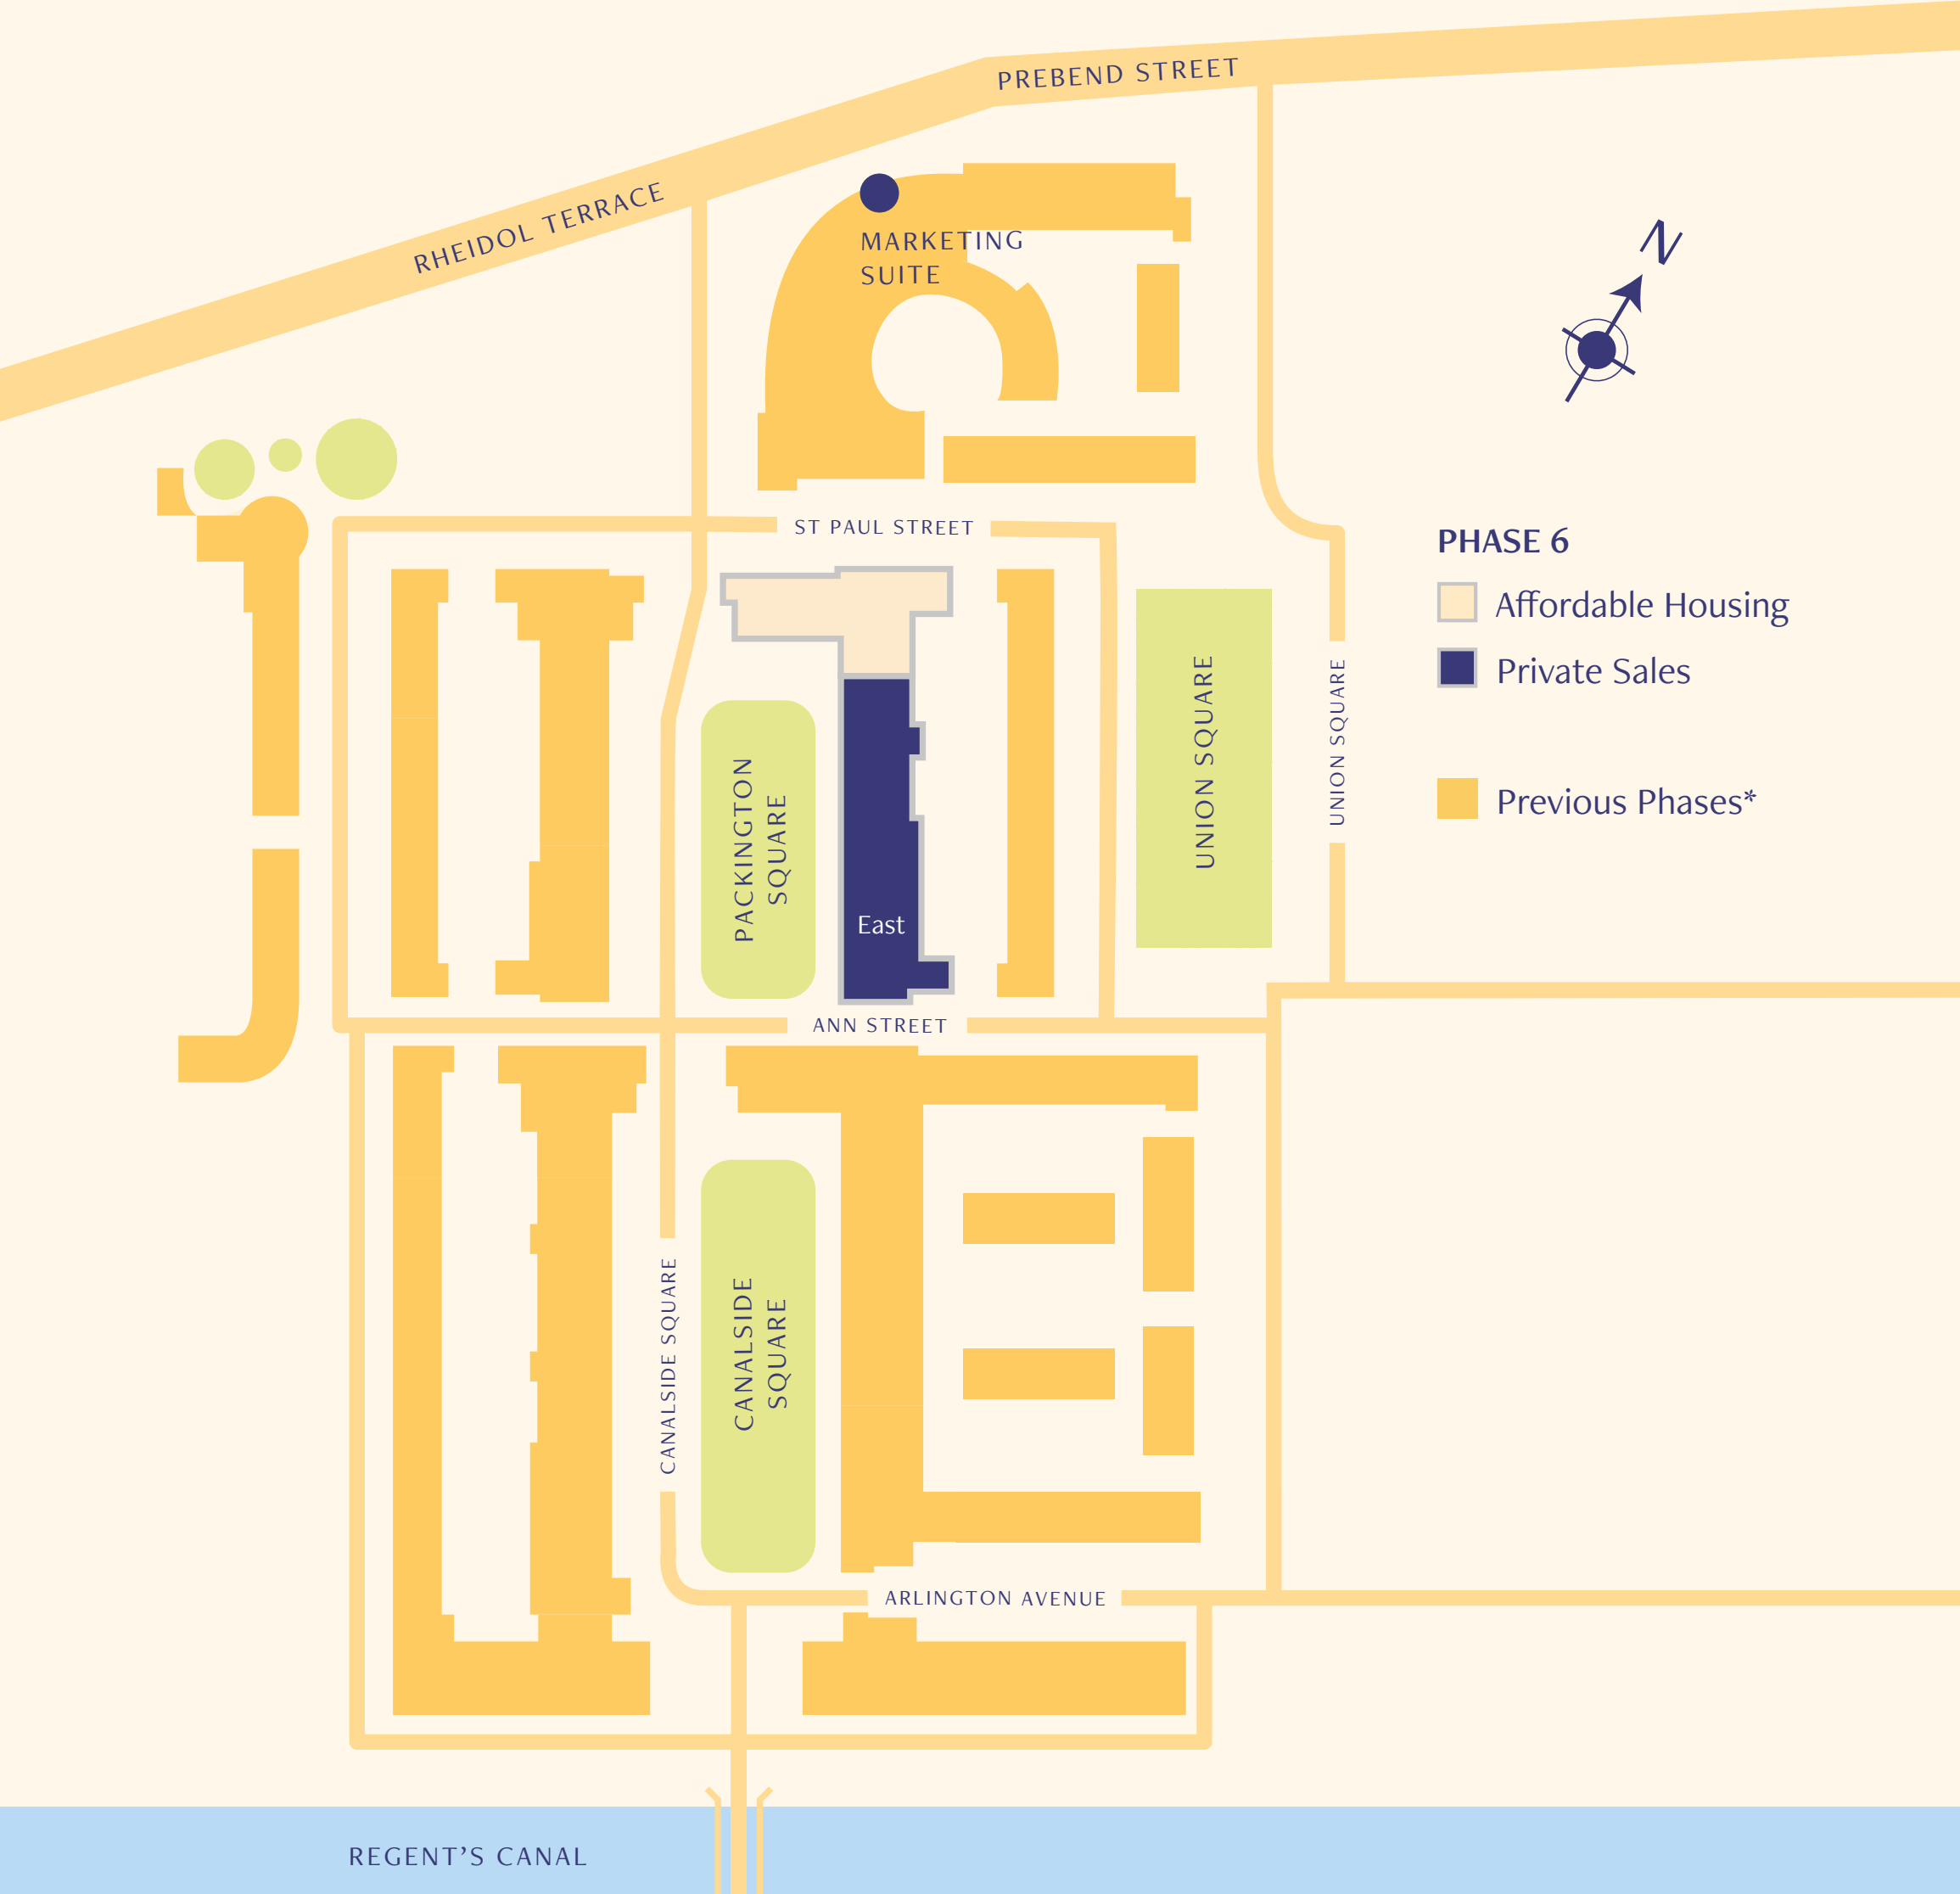 PREBEND STREET
RHEIDOL TERRACE
MARKETING
SUITE
N
ST PAUL STREET
PHASE 6
Affordable Housing
Private Sales
Previous Phases*
UNION SQUARE
UNION SQUARE
PACKINGTON
SQUARE
East
ANN STREET
CANALSIDE SQUARE
CANALSIDE
SQUARE
ARLINGTON AVENUE
REGENT’S CANAL